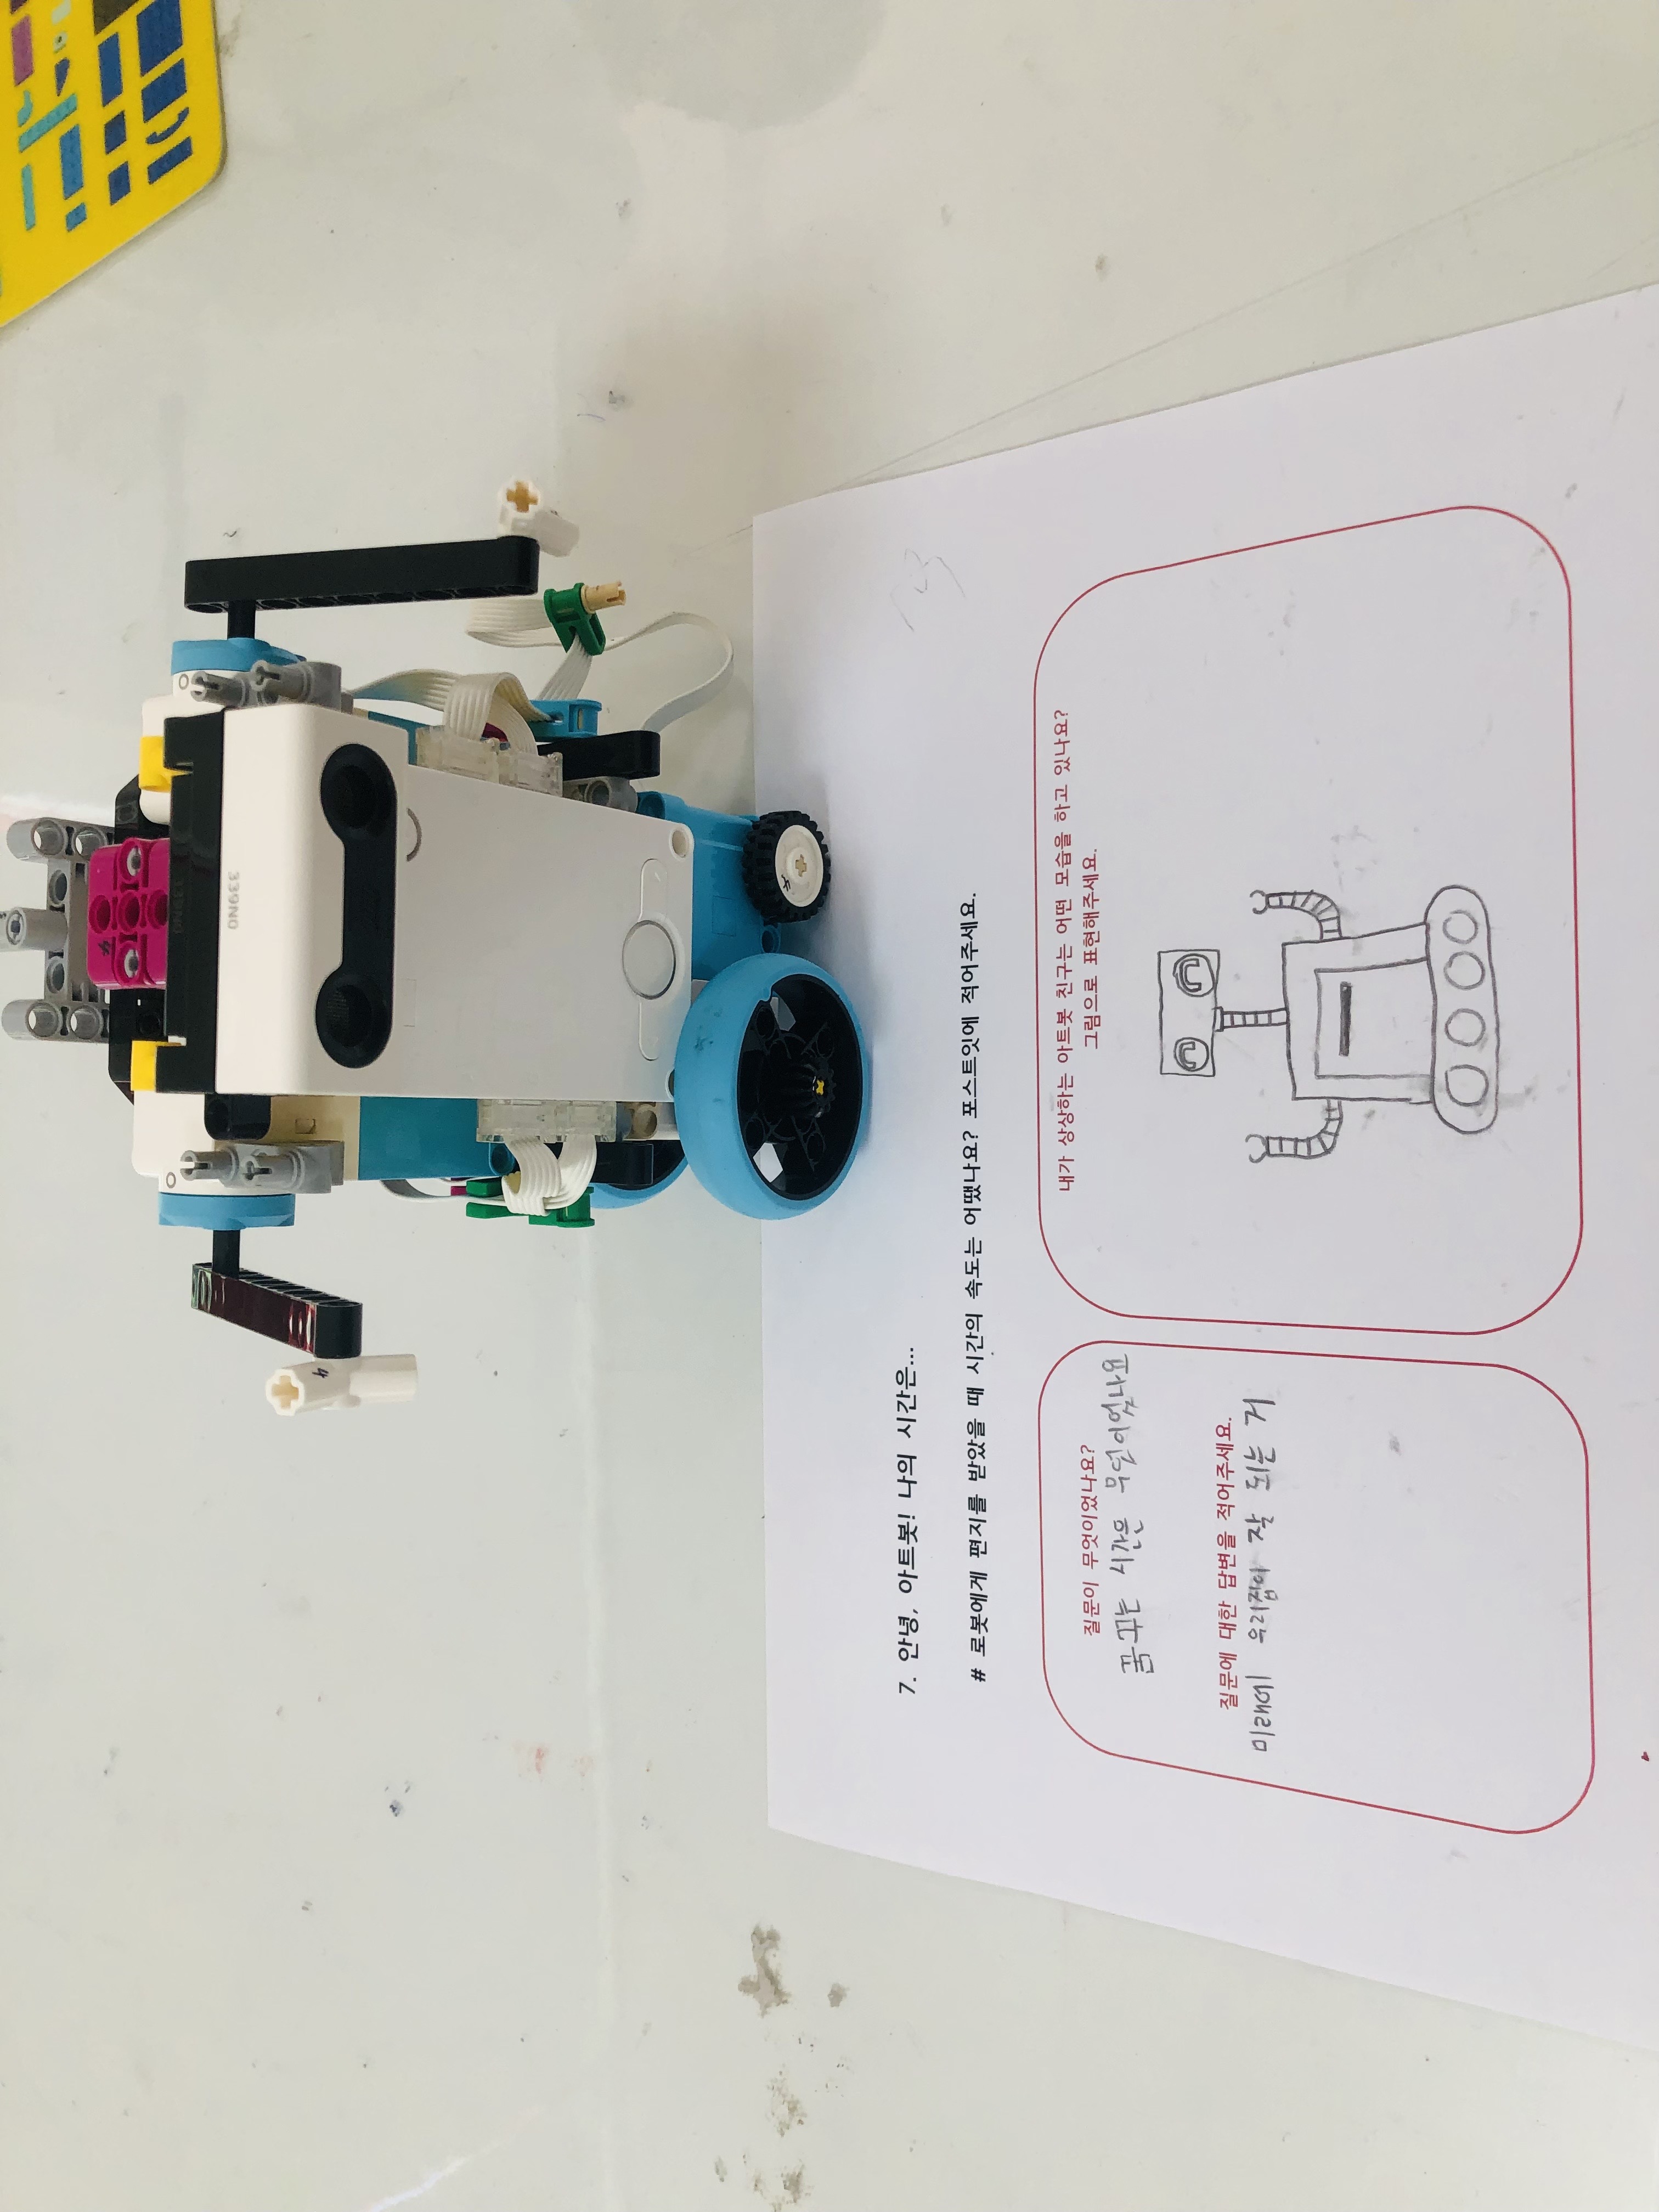 339N0
7. 안녕, 아트봇! 나의 시간은...
# 로봇에게 편지를 받았을 때 시간의 속도는 어땠나요? 포스트잇에 적어주세요.
질문이 무엇이었나요?
꿈꾸는 시간은 무엇이었나요
질문에 대한 답변을 적어주세요.
미래에 우리집이 잘 되는 거
내가 상상하는 아트봇 친구는 어떤 모습을 하고 있나요?
그림으로 표현해주세요.